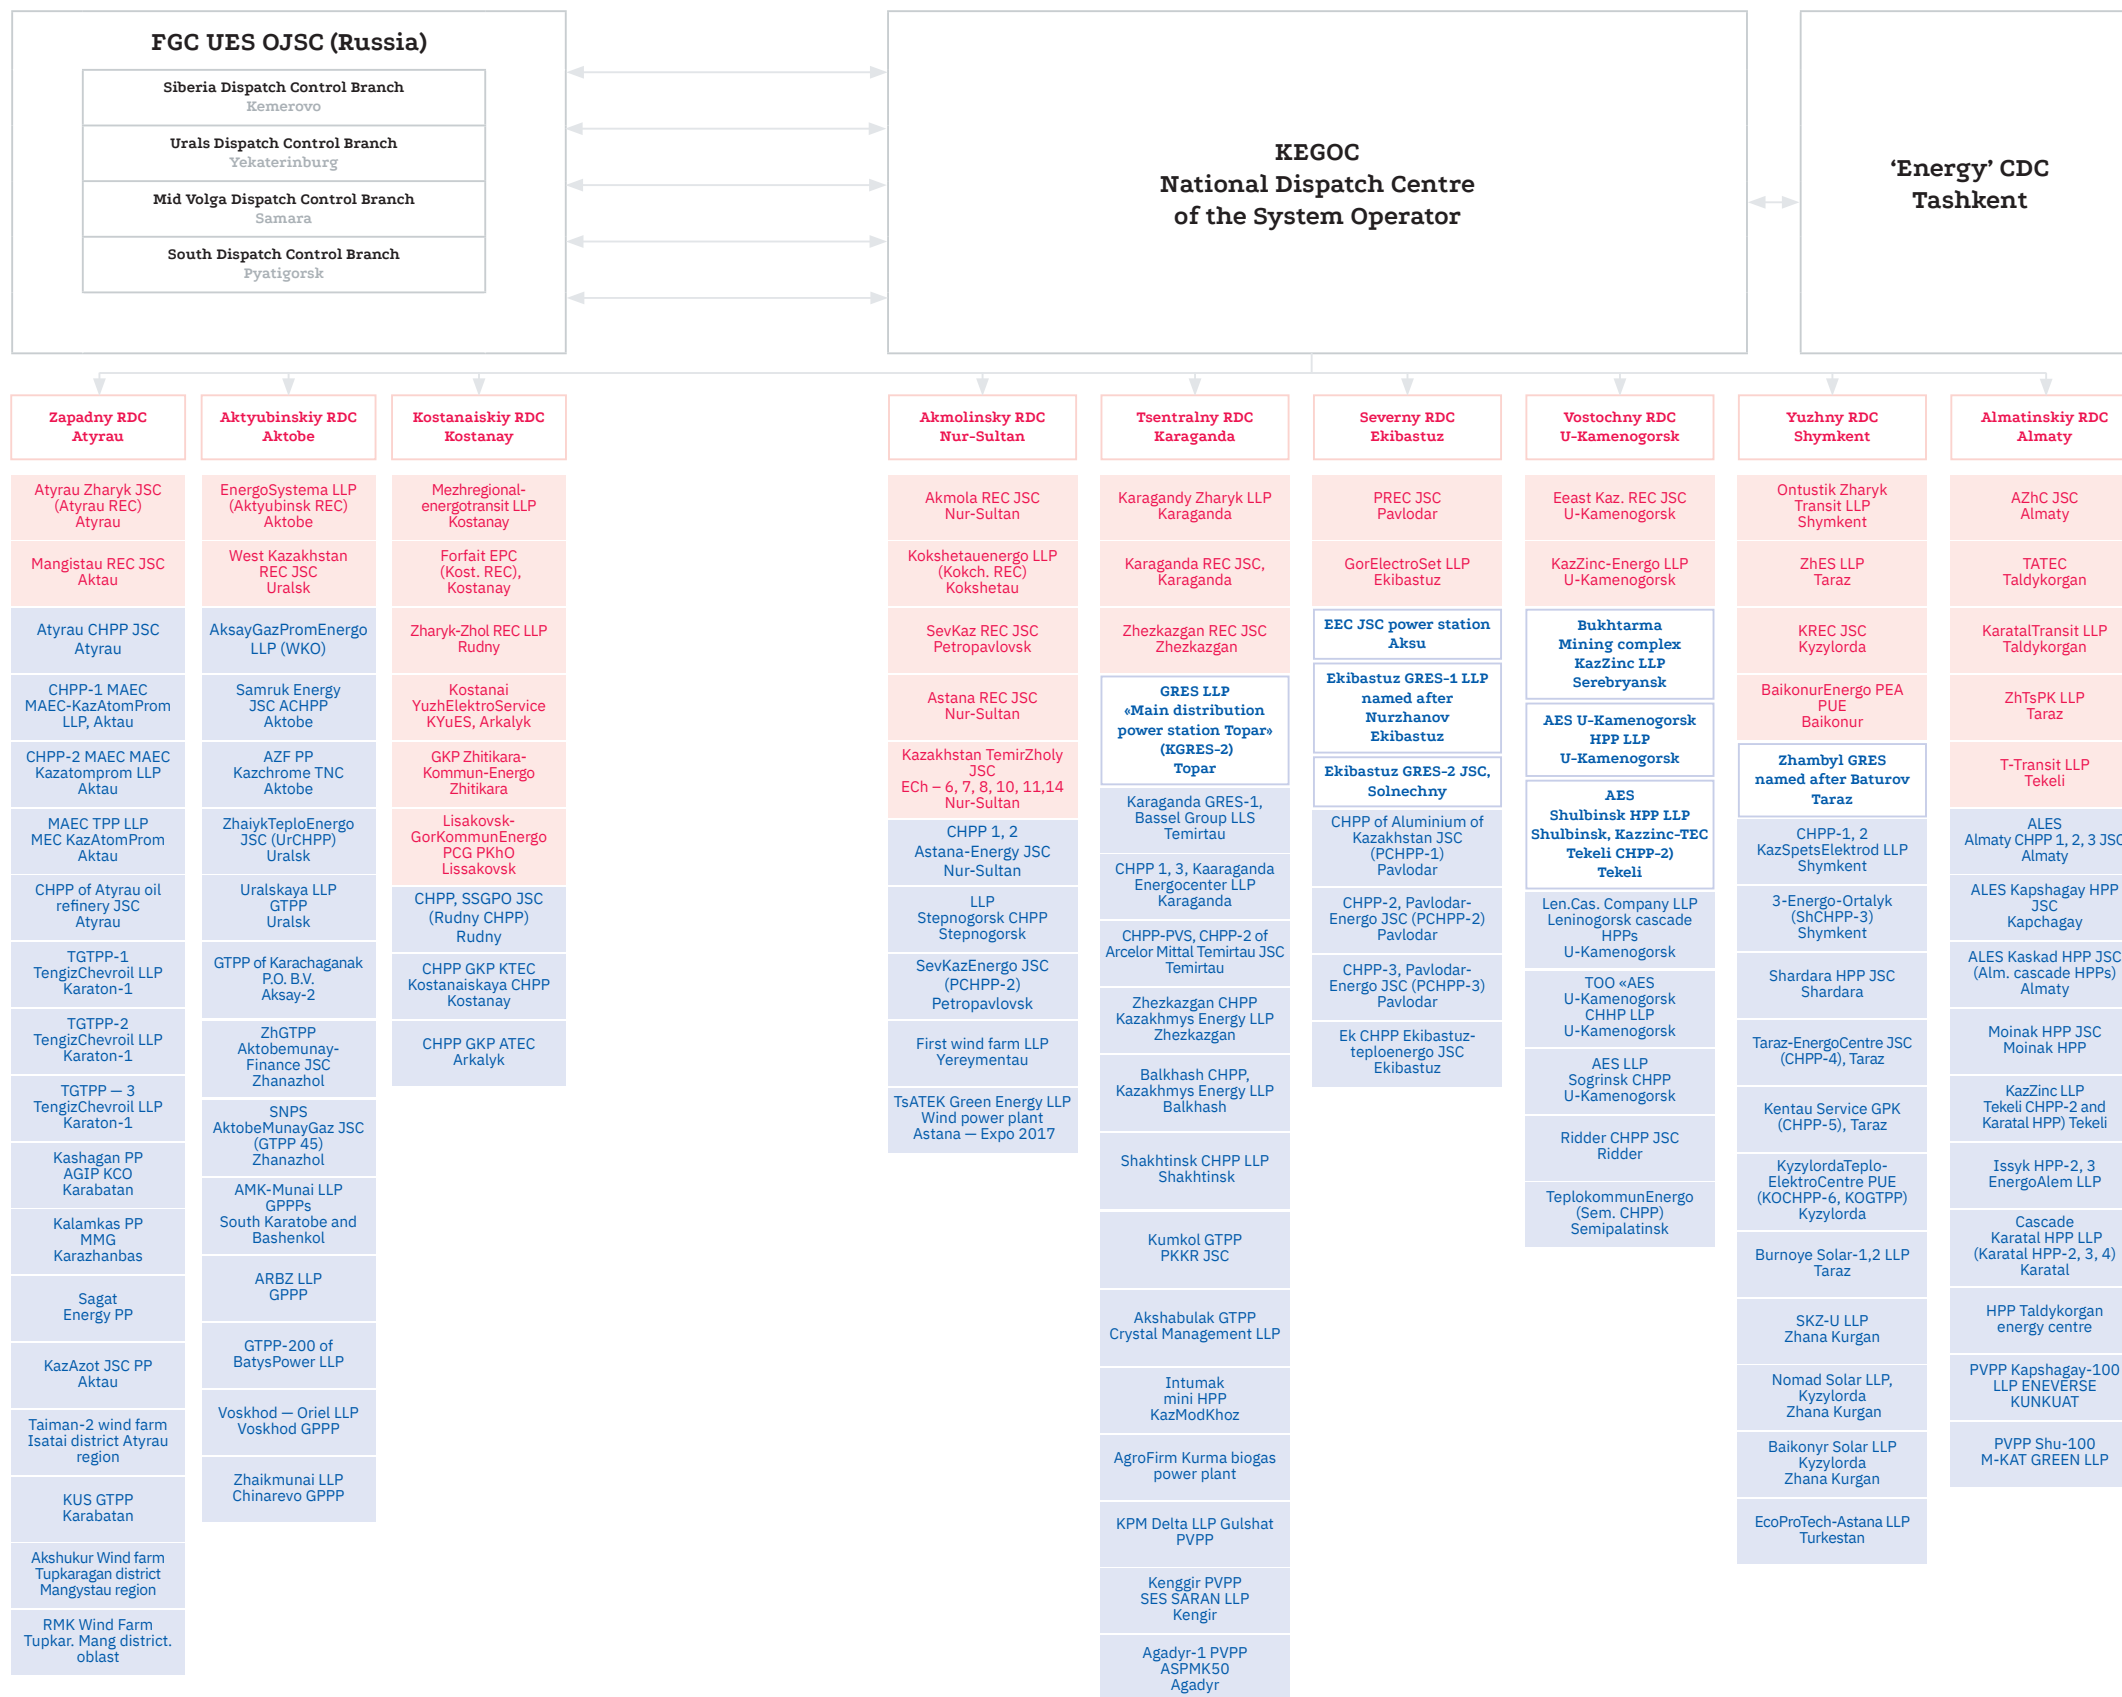 FGC UES OJSC (Russia)
Siberia Dispatch Control Branch
Kemerovo
Urals Dispatch Control Branch
Yekaterinburg
Mid Volga Dispatch Control Branch
Samara
South Dispatch Control Branch
Pyatigorsk
KEGOC
National Dispatch Centre
of the System Operator
‘Energy’ CDC
Tashkent
Zapadny RDC
Atyrau
Atyrau Zharyk JSC
(Atyrau REC)
Atyrau
Mangistau REC JSC
Aktau
Atyrau CHPP JSC
Atyrau
CHPP-1 MAEC
MAEC-KazAtomProm
LLP, Aktau
CHPP-2 MAEC MAEC
Kazatomprom LLP
Aktau
MAEC TPP LLP
MEC KazAtomProm
Aktau
CHPP of Atyrau oil
refinery JSC
Atyrau
TGTPP-1
TengizChevroil LLP
Karaton-1
TGTPP-2
TengizChevroil LLP
Karaton-1
TGTPP — 3
TengizChevroil LLP
Karaton-1
Kashagan PP
AGIP KCO
Karabatan
Kalamkas PP
MMG
Karazhanbas
Sagat
Energy PP
KazAzot JSC PP
Aktau
Taiman-2 wind farm
Isatai district Atyrau
region
KUS GTPP
Karabatan
Akshukur Wind farm
Tupkaragan district
Mangystau region
RMK Wind Farm
Tupkar. Mang district.
oblast
Aktyubinskiy RDC
Aktobe
EnergoSystema LLP
(Aktyubinsk REC)
Aktobe
West Kazakhstan
REC JSC
Uralsk
AksayGazPromEnergo
LLP (WKO)
Samruk Energy
JSC ACHPP
Aktobe
AZF PP
Kazchrome TNC
Aktobe
ZhaiykTeploEnergo
JSC (UrCHPP)
Uralsk
Uralskaya LLP
GTPP
Uralsk
GTPP of Karachaganak
P.O. B.V.
Aksay-2
ZhGTPP
Aktobemunay-
Finance JSC
Zhanazhol
SNPS
AktobeMunayGaz JSC
(GTPP 45)
Zhanazhol
AMK-Munai LLP
GPPPs
South Karatobe and
Bashenkol
ARBZ LLP
GPPP
GTPP-200 of
BatysPower LLP
Voskhod — Oriel LLP
Voskhod GPPP
Zhaikmunai LLP
Chinarevo GPPP
Kostanaiskiy RDC
Kostanay
Mezhregional-
energotransit LLP
Kostanay
Forfait EPC
(Kost. REC),
Kostanay
Zharyk-Zhol REC LLP
Rudny
Kostanai
YuzhElektroService
KYuES, Arkalyk
GKP Zhitikara-
Kommun-Energo
Zhitikara
Lisakovsk-
GorKommunEnergo
PCG PKhO
Lissakovsk
CHPP, SSGPO JSC
(Rudny CHPP)
Rudny
CHPP GKP KTEC
Kostanaiskaya CHPP
Kostanay
CHPP GKP ATEC
Arkalyk
Akmolinsky RDC
Nur-Sultan
Akmola REC JSC
Nur-Sultan
Kokshetauenergo LLP
(Kokch. REC)
Kokshetau
SevKaz REC JSC
Petropavlovsk
Astana REC JSC
Nur-Sultan
Kazakhstan TemirZholy
JSC
ECh – 6, 7, 8, 10, 11,14
Nur-Sultan
CHPP 1, 2
Astana-Energy JSC
Nur-Sultan
LLP
Stepnogorsk CHPP
Stepnogorsk
SevKazEnergo JSC
(PCHPP-2)
Petropavlovsk
First wind farm LLP
Yereymentau
TsATEK Green Energy LLP
Wind power plant
Astana — Expo 2017
Tsentralny RDC
Karaganda
Karagandy Zharyk LLP
Karaganda
Karaganda REC JSC,
Karaganda
Zhezkazgan REC JSC
Zhezkazgan
GRES LLP
«Main distribution
power station Topar»
(KGRES-2)
Topar
Karaganda GRES-1,
Bassel Group LLS
Temirtau
CHPP 1, 3, Kaaraganda
Energocenter LLP
Karaganda
CHPP-PVS, CHPP-2 of
Arcelor Mittal Temirtau JSC
Temirtau
Zhezkazgan CHPP
Kazakhmys Energy LLP
Zhezkazgan
Balkhash CHPP,
Kazakhmys Energy LLP
Balkhash
Shakhtinsk CHPP LLP
Shakhtinsk
Kumkol GTPP
PKKR JSC
Akshabulak GTPP
Crystal Management LLP
Intumak
mini HPP
KazModKhoz
AgroFirm Kurma biogas
power plant
KPM Delta LLP Gulshat
PVPP
Kenggir PVPP
SES SARAN LLP
Kengir
Agadyr-1 PVPP
ASPMK50
Agadyr
Severny RDC
Ekibastuz
PREC JSC
Pavlodar
GorElectroSet LLP
Ekibastuz
EEC JSC power station
Aksu
Ekibastuz GRES-1 LLP
named after
Nurzhanov
Ekibastuz
Ekibastuz GRES-2 JSC,
Solnechny
CHPP of Aluminium of
Kazakhstan JSC
(PCHPP-1)
Pavlodar
CHPP-2, Pavlodar-
Energo JSC (PCHPP-2)
Pavlodar
CHPP-3, Pavlodar-
Energo JSC (PCHPP-3)
Pavlodar
Ek CHPP Ekibastuz-
teploenergo JSC
Ekibastuz
Vostochny RDC
U-Kamenogorsk
Eeast Kaz. REC JSC
U-Kamenogorsk
KazZinc-Energo LLP
U-Kamenogorsk
Bukhtarma
Mining complex
KazZinc LLP
Serebryansk
AES U-Kamenogorsk
HPP LLP
U-Kamenogorsk
AES
Shulbinsk HPP LLP
Shulbinsk, Kazzinc-TEC
Tekeli CHPP-2)
Tekeli
Len.Cas. Company LLP
Leninogorsk cascade
HPPs
U-Kamenogorsk
TOO «AES
U-Kamenogorsk
CHHP LLP
U-Kamenogorsk
AES LLP
Sogrinsk CHPP
U-Kamenogorsk
Ridder CHPP JSC
Ridder
TeplokommunEnergo
(Sem. CHPP)
Semipalatinsk
Yuzhny RDC
Shymkent
Ontustik Zharyk
Transit LLP
Shymkent
ZhES LLP
Taraz
KREC JSC
Kyzylorda
BaikonurEnergo PEA
PUE
Baikonur
Zhambyl GRES
named after Baturov
Taraz
CHPP-1, 2
KazSpetsElektrod LLP
Shymkent
3-Energo-Ortalyk
(ShCHPP-3)
Shymkent
Shardara HPP JSC
Shardara
Taraz-EnergoCentre JSC
(CHPP-4), Taraz
Kentau Service GPK
(CHPP-5), Taraz
KyzylordaTeplo-
ElektroCentre PUE
(KOCHPP-6, KOGTPP)
Kyzylorda
Burnoye Solar-1,2 LLP
Taraz
SKZ-U LLP
Zhana Kurgan
Nomad Solar LLP,
Kyzylorda
Zhana Kurgan
Baikonyr Solar LLP
Kyzylorda
Zhana Kurgan
EcoProTech-Astana LLP
Turkestan
Almatinskiy RDC
Almaty
AZhC JSC
Almaty
TATEC
Taldykorgan
KaratalTransit LLP
Taldykorgan
ZhTsPK LLP
Taraz
T-Transit LLP
Tekeli
ALES
Almaty CHPP 1, 2, 3 JSC
Almaty
ALES Kapshagay HPP
JSC
Kapchagay
ALES Kaskad HPP JSC
(Alm. cascade HPPs)
Almaty
Moinak HPP JSC
Moinak HPP
KazZinc LLP
Tekeli CHPP-2 and
Karatal HPP) Tekeli
Issyk HPP-2, 3
EnergoAlem LLP
Cascade
Karatal HPP LLP
(Karatal HPP-2, 3, 4)
Karatal
HPP Taldykorgan
energy centre
PVPP Kapshagay-100
LLP ENEVERSE
KUNKUAT
PVPP Shu-100
M-KAT GREEN LLP